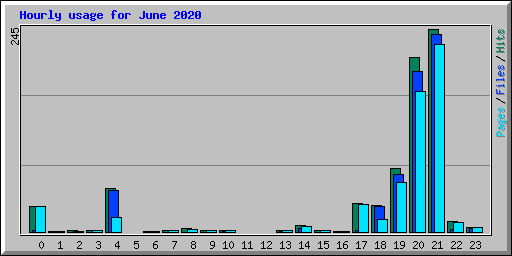 Hourly usage for June 2020
245
Pages/Files/Hits
0 1 2 3 4 5 6 7 8 9 10 11 12 13 14 15 16 17 18 19 20 21 22 23